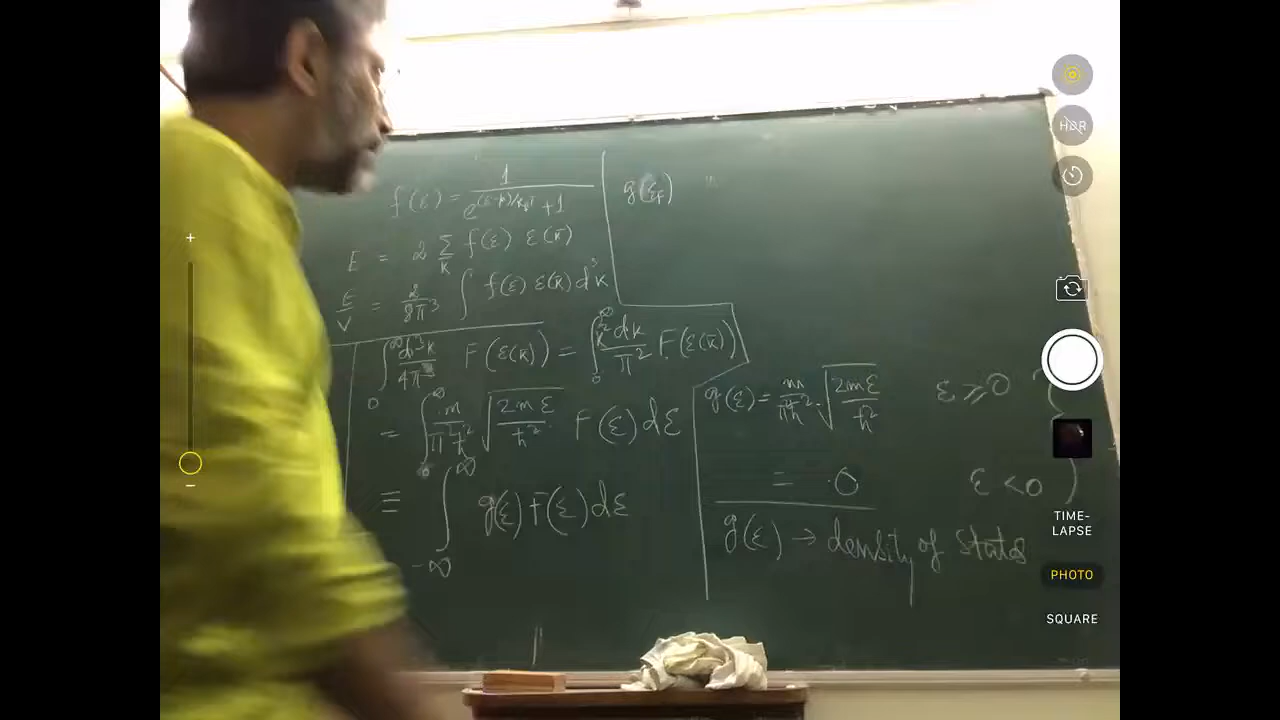 f(ε) = 1 / e^{(ε-μ)/k_BT} + 1
E = 2 Σ_k f(ε) ε(k̄)
E/V = 2/8π³ ∫ f(ε) ε(k̄) d³k
∫_0^∞ d³k/4π³ F(ε(k̄)) = ∫_0^∞ k² dk/π² F(ε(k̄))
= ∫_0^∞ m/π²ħ² √(2mε/ħ²) F(ε) dε
≡ ∫_{-∞}^∞ g(ε) F(ε) dε
g(ε_F)
g(ε) = m/π²ħ² √(2mε/ħ²) ε ⩾ 0
= 0 ε < 0
g(ε) → density of states
HDR
TIME-
LAPSE
PHOTO
SQUARE